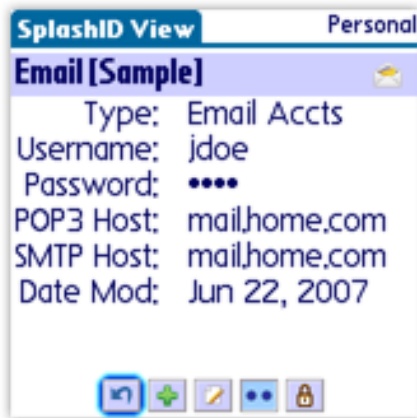 SplashID View Personal
Email [Sample]
Type: Email Accts
Username: jdoe
Password: ••••
POP3 Host: mail.home.com
SMTP Host: mail.home.com
Date Mod: Jun 22, 2007